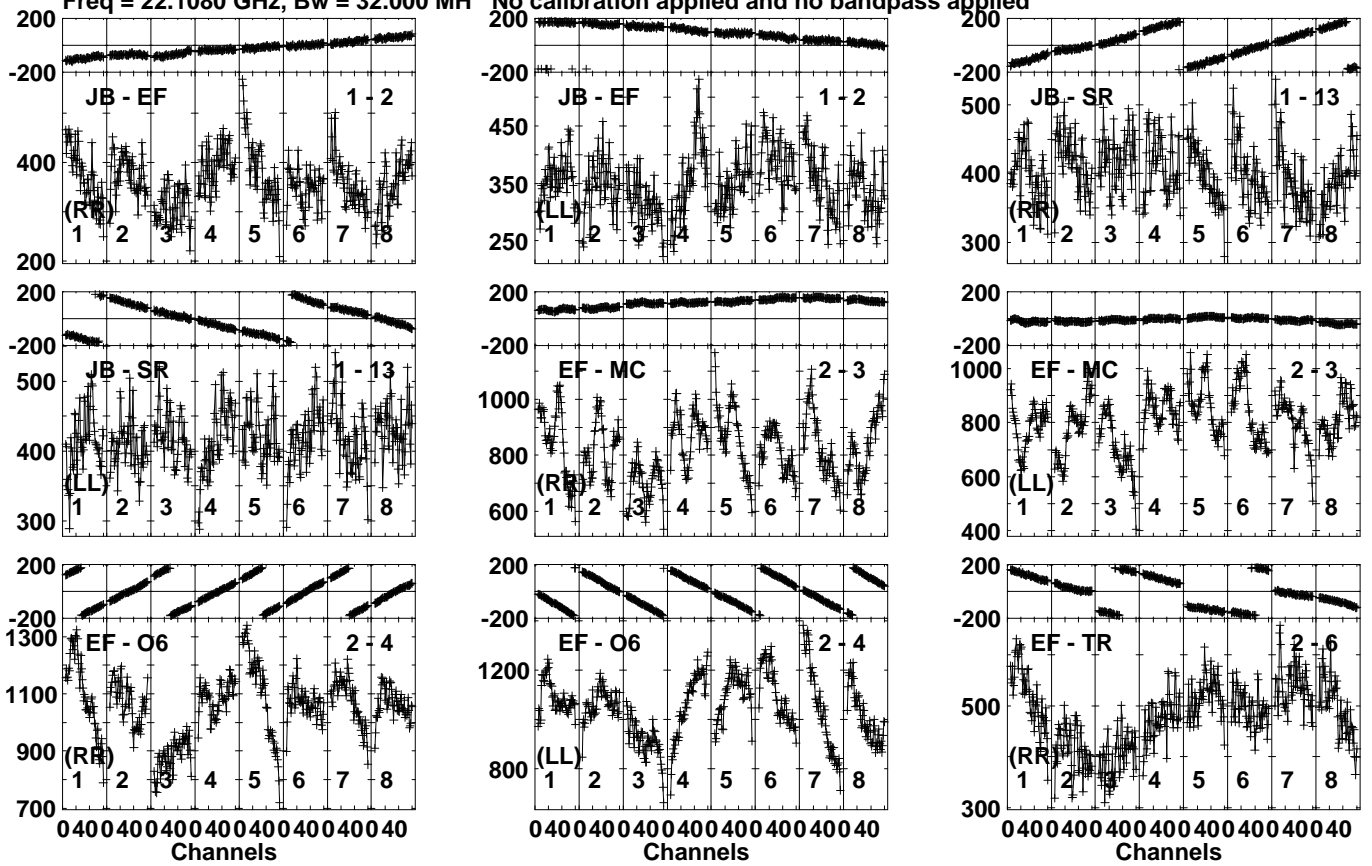 Freq = 22.1080 GHz, Bw = 32.000 MH No calibration applied and no bandpass applied
200
-200
JB - EF 1 - 2
400
(RR)
1 2 3 4 5 6 7 8
200
200
-200
JB - EF 1 - 2
450
350
(LL)
1 2 3 4 5 6 7 8
250
200
-200
JB - SR 1 - 13
500
400
(RR)
1 2 3 4 5 6 7 8
300
200
-200
JB - SR 1 - 13
500
400
(LL)
1 2 3 4 5 6 7 8
300
200
-200
EF - MC 2 - 3
1000
800
(RR)
1 2 3 4 5 6 7 8
600
200
-200
EF - MC 2 - 3
1000
800
600
(LL)
1 2 3 4 5 6 7 8
400
200
-200
1300
EF - O6 2 - 4
1100
900
(RR)
1 2 3 4 5 6 7 8
700
0 40 0 40 0 40 0 40 0 40 0 40 0 40 0 40
Channels
200
-200
EF - O6 2 - 4
1200
(LL)
800
1 2 3 4 5 6 7 8
0 40 0 40 0 40 0 40 0 40 0 40 0 40 0 40
Channels
200
-200
EF - TR 2 - 6
500
(RR)
1 2 3 4 5 6 7 8
300
0 40 0 40 0 40 0 40 0 40 0 40 0 40 0 40
Channels